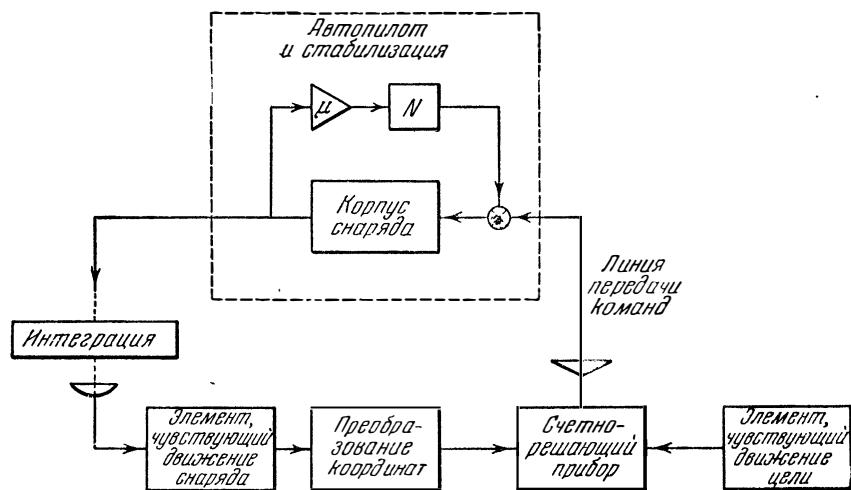 Автопилот
и стабилизация
μ
N
Корпус
снаряда
Линия
передачи
команд
Интеграция
Элемент,
чувствующий
движение
снаряда
Преобра-
зование
координат
Счетно-
решающий
прибор
Элемент,
чувствующий
движение
цели